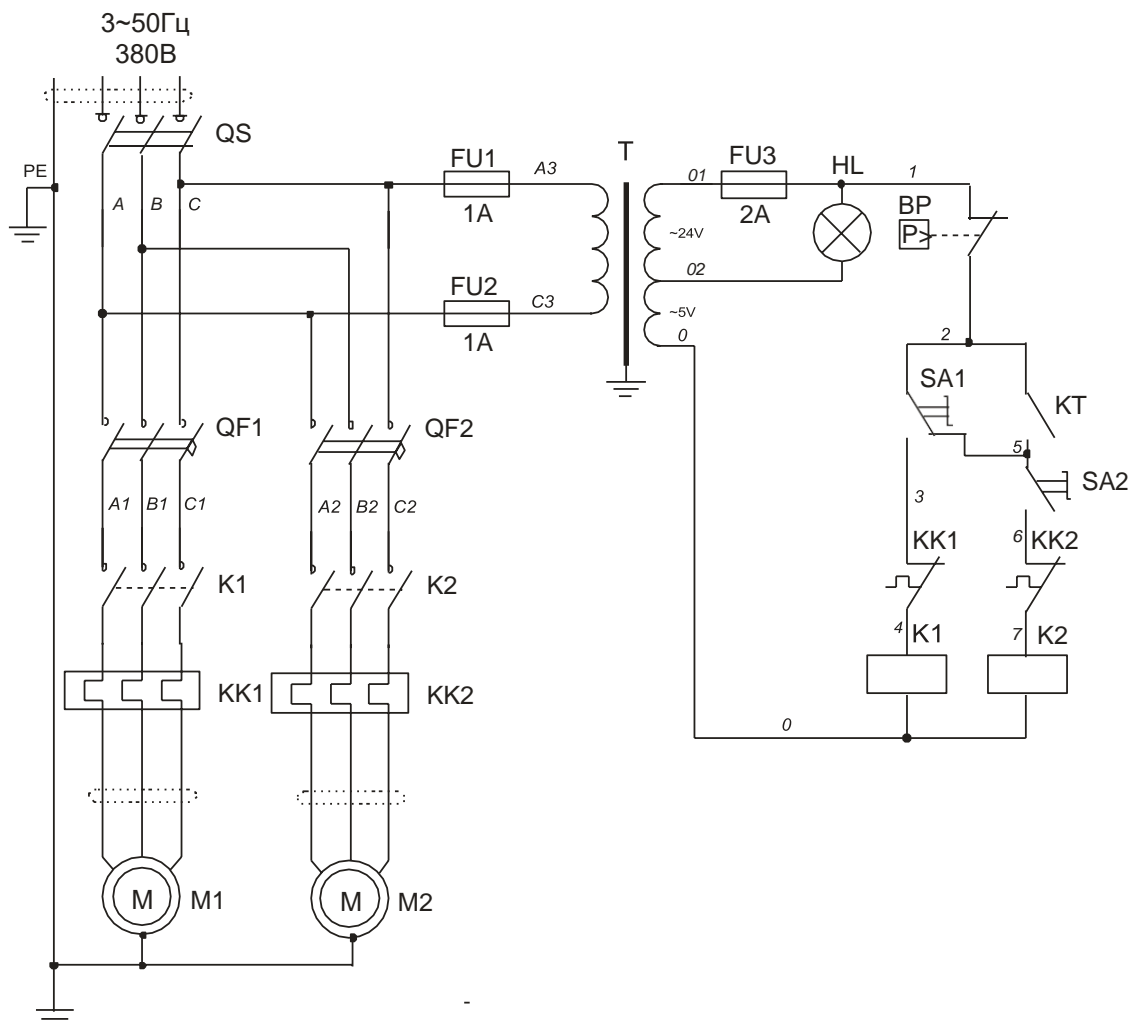 3~50Гц
380В
QS
PE
A
B
C
FU1
1A
A3
T
01
FU3
2A
HL
1
~24V
BP
P>
02
FU2
1A
C3
~5V
0
2
SA1
KT
QF1
QF2
5
SA2
A1
B1
C1
A2
B2
C2
3
6
KK1
KK2
K1
K2
4
K1
7
K2
KK1
KK2
0
M
M1
M
M2
-